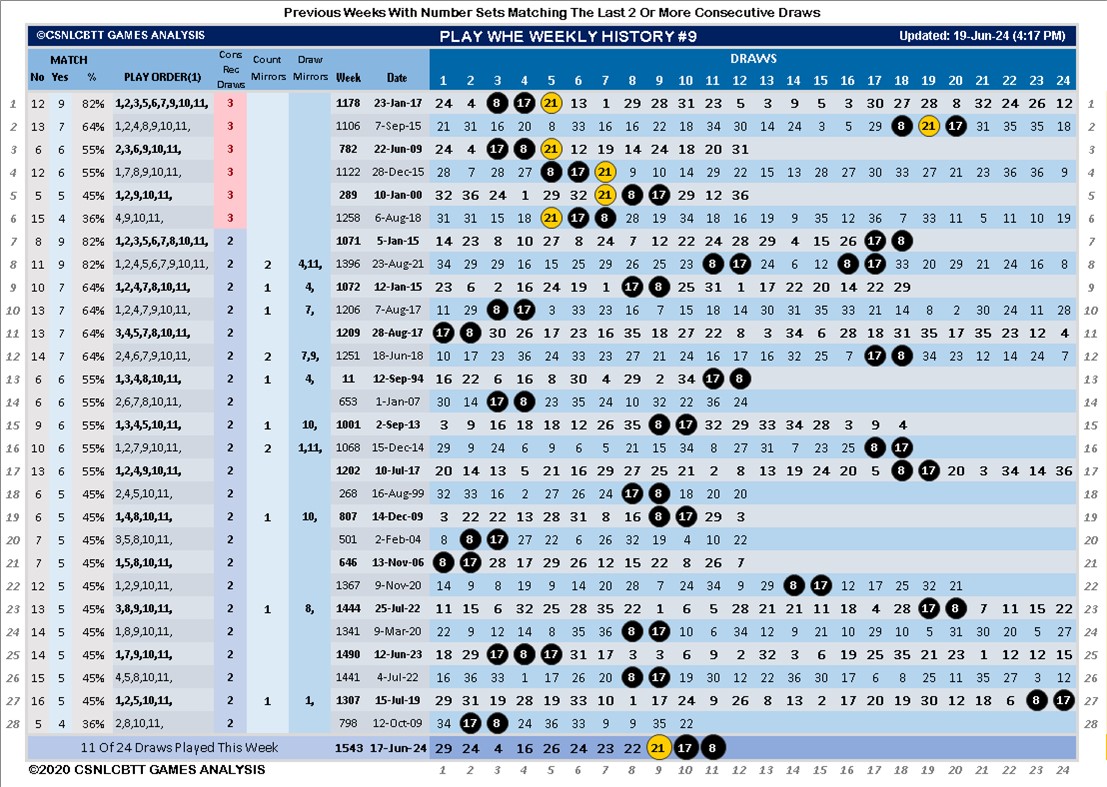 Previous Weeks With Number Sets Matching The Last 2 Or More Consecutive Draws
©CSNLCBTT GAMES ANALYSIS PLAY WHE WEEKLY HISTORY #9 Updated: 19-Jun-24 (4:17 PM)
MATCH Cons Rec Draws Count Mirrors Draw Mirrors DRAWS
No Yes % PLAY ORDER(1) Week Date 1 2 3 4 5 6 7 8 9 10 11 12 13 14 15 16 17 18 19 20 21 22 23 24
1 12 9 82% 1,2,3,5,6,7,9,10,11, 3 1178 23-Jan-17 24 4 8 17 21 13 1 29 28 31 23 5 3 9 5 3 30 27 28 8 32 24 26 12 1
2 13 7 64% 1,2,4,8,9,10,11, 3 1106 7-Sep-15 21 31 16 20 8 33 16 16 22 18 34 30 14 24 3 5 29 8 21 17 31 35 35 18 2
3 6 6 55% 2,3,6,9,10,11, 3 782 22-Jun-09 24 4 17 8 21 12 19 14 24 18 20 31 3
4 12 6 55% 1,7,8,9,10,11, 3 1122 28-Dec-15 28 7 28 27 8 17 21 9 10 14 29 22 15 13 28 27 30 33 27 21 23 36 36 9 4
5 5 5 45% 1,2,9,10,11, 3 289 10-Jan-00 32 36 24 1 29 32 21 8 17 29 12 36 5
6 15 4 36% 4,9,10,11, 3 1258 6-Aug-18 31 31 15 18 21 17 8 28 19 34 18 16 19 9 35 12 36 7 33 11 5 11 10 19 6
7 8 9 82% 1,2,3,5,6,7,8,10,11, 2 1071 5-Jan-15 14 23 8 10 27 8 24 7 12 22 24 28 29 4 15 26 17 8 7
8 11 9 82% 1,2,4,5,6,7,9,10,11, 2 2 4,11, 1396 23-Aug-21 34 29 29 16 15 25 29 26 25 23 8 17 24 6 12 8 17 33 20 29 21 24 16 8 8
9 10 7 64% 1,2,4,7,8,10,11, 2 1 4, 1072 12-Jan-15 23 6 2 16 24 19 1 17 8 25 31 1 17 22 20 14 22 29 9
10 13 7 64% 1,2,4,7,9,10,11, 2 1 7, 1206 7-Aug-17 11 29 8 17 3 33 23 16 7 15 18 14 30 31 35 33 21 14 8 2 30 24 11 28 10
11 13 7 64% 3,4,5,7,8,10,11, 2 1209 28-Aug-17 17 8 30 26 17 23 16 35 18 27 22 8 3 34 6 28 18 31 35 17 35 23 12 4 11
12 14 7 64% 2,4,6,7,9,10,11, 2 2 7,9, 1251 18-Jun-18 10 17 23 36 24 33 23 27 21 24 16 17 16 32 25 7 17 8 34 23 12 14 24 7 12
13 6 6 55% 1,3,4,8,10,11, 2 1 4, 11 12-Sep-94 16 22 6 16 8 30 4 29 2 34 17 8 13
14 6 6 55% 2,6,7,8,10,11, 2 653 1-Jan-07 30 14 17 8 23 35 24 10 32 22 36 24 14
15 9 6 55% 1,3,4,5,10,11, 2 1 10, 1001 2-Sep-13 3 9 16 18 18 12 26 35 8 17 32 29 33 34 28 3 9 4 15
16 10 6 55% 1,2,7,9,10,11, 2 2 1,11, 1068 15-Dec-14 29 9 24 6 9 6 5 21 15 34 8 27 31 7 23 25 8 17 16
17 13 6 55% 1,2,4,9,10,11, 2 1202 10-Jul-17 20 14 13 5 21 16 29 27 25 21 2 8 13 19 24 20 5 8 17 20 3 34 14 36 17
18 6 5 45% 2,4,5,10,11, 2 268 16-Aug-99 32 33 16 2 27 26 24 17 8 18 20 20 18
19 6 5 45% 1,4,8,10,11, 2 1 10, 807 14-Dec-09 3 22 22 13 28 31 8 16 8 17 29 3 19
20 7 5 45% 3,5,8,10,11, 2 501 2-Feb-04 8 17 8 27 22 6 26 32 19 4 10 22 20
21 7 5 45% 1,5,8,10,11, 2 646 13-Nov-06 8 17 28 17 29 26 12 15 22 8 26 7 21
22 12 5 45% 1,2,9,10,11, 2 1367 9-Nov-20 14 9 8 19 9 14 20 28 7 24 12 34 9 29 8 17 12 17 25 32 21 22
23 13 5 45% 3,8,9,10,11, 2 1 8, 1444 25-Jul-22 11 15 6 32 25 28 35 22 1 6 5 28 21 21 11 18 4 28 17 8 7 11 15 22 23
24 14 5 45% 1,8,9,10,11, 2 1341 9-Mar-20 22 9 12 14 8 35 36 8 17 10 6 34 12 9 21 10 29 5 31 30 20 5 27 24
25 14 5 45% 1,7,9,10,11, 2 1490 12-Jun-23 18 29 17 8 17 31 17 3 3 6 9 2 32 3 6 19 25 35 21 23 1 12 12 15 25
26 15 5 45% 4,5,8,10,11, 2 1441 4-Jul-22 16 36 33 1 17 26 20 8 17 19 30 12 22 36 12 17 6 8 25 11 35 27 3 12 26
27 16 5 45% 1,2,5,10,11, 2 1 1, 1307 15-Jul-19 29 31 19 28 19 33 10 1 17 24 9 26 8 13 2 17 20 19 30 12 18 6 8 17 27
28 5 4 36% 2,8,10,11, 2 798 12-Oct-09 34 17 8 24 36 33 9 9 35 22 28
11 Of 24 Draws Played This Week 1543 17-Jun-24 29 24 4 16 26 24 23 22 21 17 8
©2020 CSNLCBTT GAMES ANALYSIS 1 2 3 4 5 6 7 8 9 10 11 12 13 14 15 16 17 18 19 20 21 22 23 24